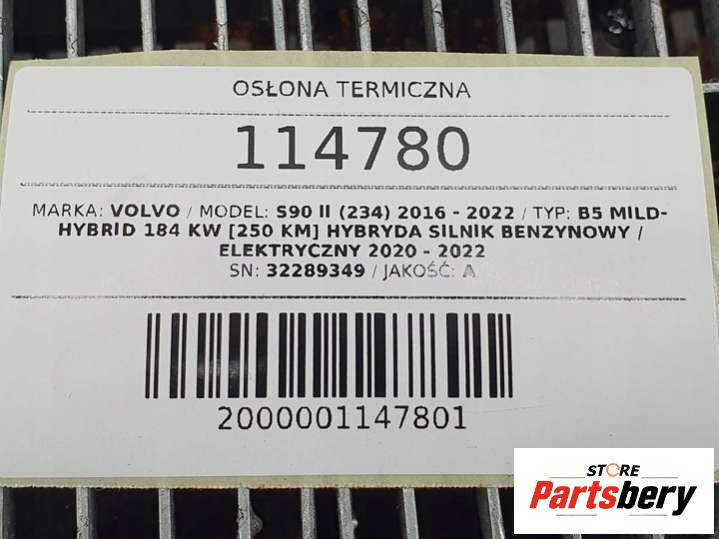 OSŁONA TERMICZNA
114780
MARKA: VOLVO / MODEL: S90 II (234) 2016 - 2022 / TYP: B5 MILD-
HYBRID 184 KW [250 KM] HYBRYDA SILNIK BENZYNOWY /
ELEKTRYCZNY 2020 - 2022
SN: 32289349 / JAKOŚĆ: A
2000001147801
STORE
Partsbery